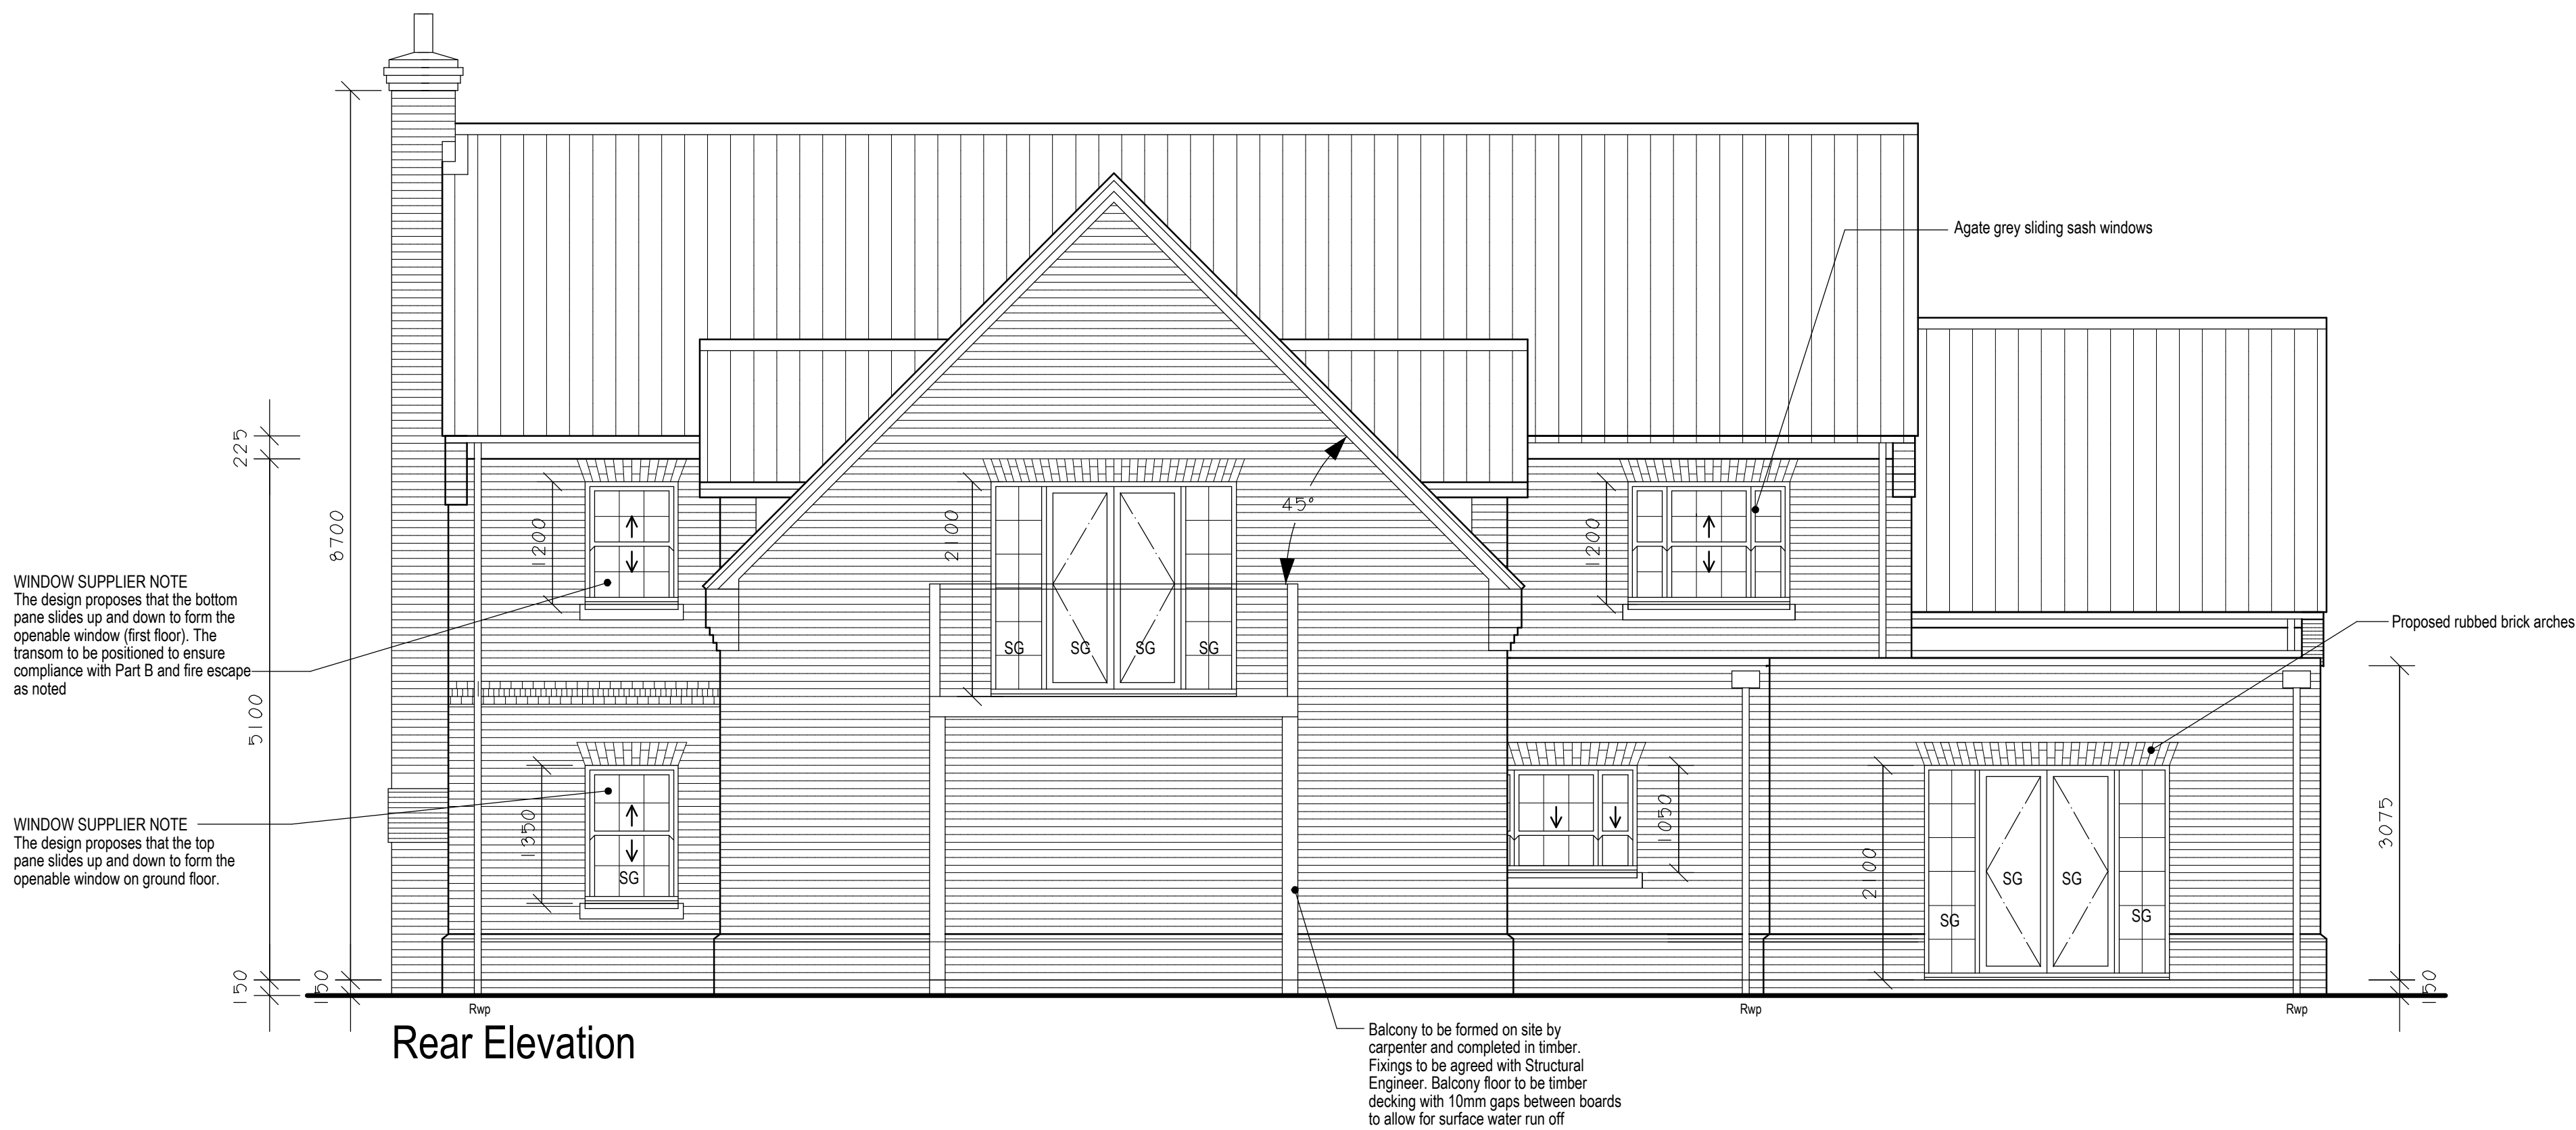 Agate grey sliding sash windows
225
8700
5100
150
150
1200
2100
45°
1200
WINDOW SUPPLIER NOTE
The design proposes that the bottom
pane slides up and down to form the
openable window (first floor). The
transom to be positioned to ensure
compliance with Part B and fire escape
as noted
SG
SG
SG
SG
Proposed rubbed brick arches
WINDOW SUPPLIER NOTE
The design proposes that the top
pane slides up and down to form the
openable window on ground floor.
1350
SG
1050
2100
SG
SG
SG
SG
3075
150
Rwp
Rwp
Rwp
Rear Elevation
Balcony to be formed on site by
carpenter and completed in timber.
Fixings to be agreed with Structural
Engineer. Balcony floor to be timber
decking with 10mm gaps between boards
to allow for surface water run off